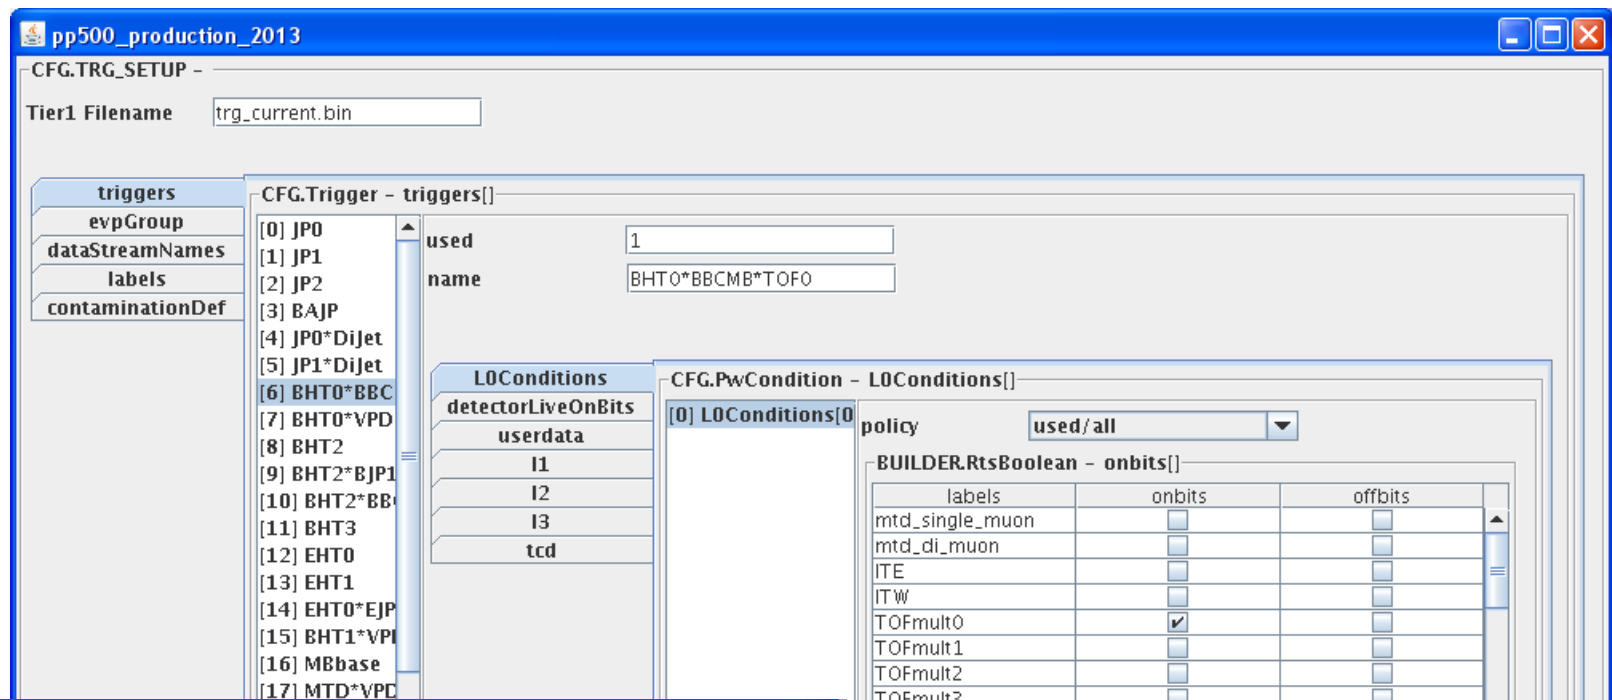 pp500_production_2013
CFG.TRG_SETUP -
Tier1 Filename trg_current.bin
triggers
evpGroup
dataStreamNames
labels
contaminationDef
CFG.Trigger - triggers[]
[0] JP0
[1] JP1
[2] JP2
[3] BAJP
[4] JP0*DiJet
[5] JP1*DiJet
[6] BHT0*BBC
[7] BHT0*VPD
[8] BHT2
[9] BHT2*BJP1
[10] BHT2*BB
[11] BHT3
[12] EHT0
[13] EHT1
[14] EHT0*EJP
[15] BHT1*VP
[16] MBbase
[17] MTD*VPD
used 1
name BHT0*BBCMB*TOF0
L0Conditions
detectorLiveOnBits
userdata
l1
l2
l3
tcd
CFG.PwCondition - L0Conditions[]
[0] L0Conditions[0
policy used/all
BUILDER.RtsBoolean - onbits[]
labels onbits offbits
mtd_single_muon
mtd_di_muon
ITE
ITW
TOFmult0
TOFmult1
TOFmult2
TOFmult3